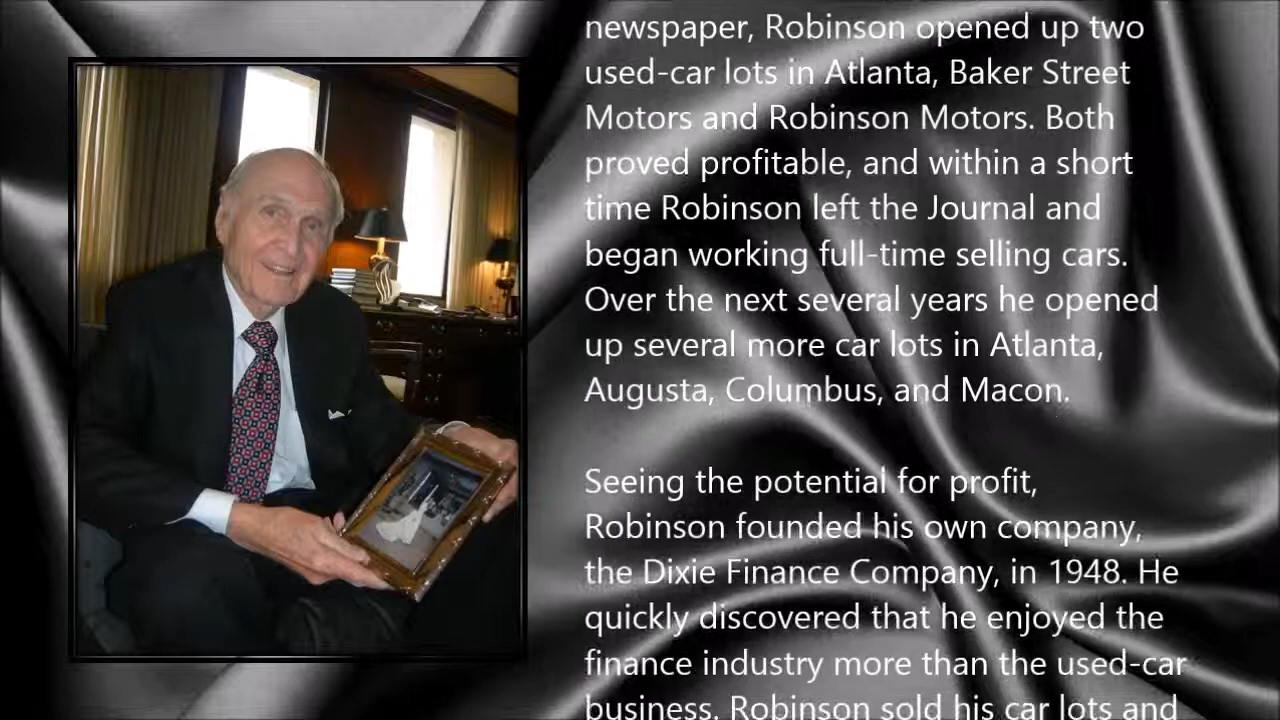 newspaper, Robinson opened up two
used-car lots in Atlanta, Baker Street
Motors and Robinson Motors. Both
proved profitable, and within a short
time Robinson left the Journal and
began working full-time selling cars.
Over the next several years he opened
up several more car lots in Atlanta,
Augusta, Columbus, and Macon.
Seeing the potential for profit,
Robinson founded his own company,
the Dixie Finance Company, in 1948. He
quickly discovered that he enjoyed the
finance industry more than the used-car
business. Robinson sold his car lots and